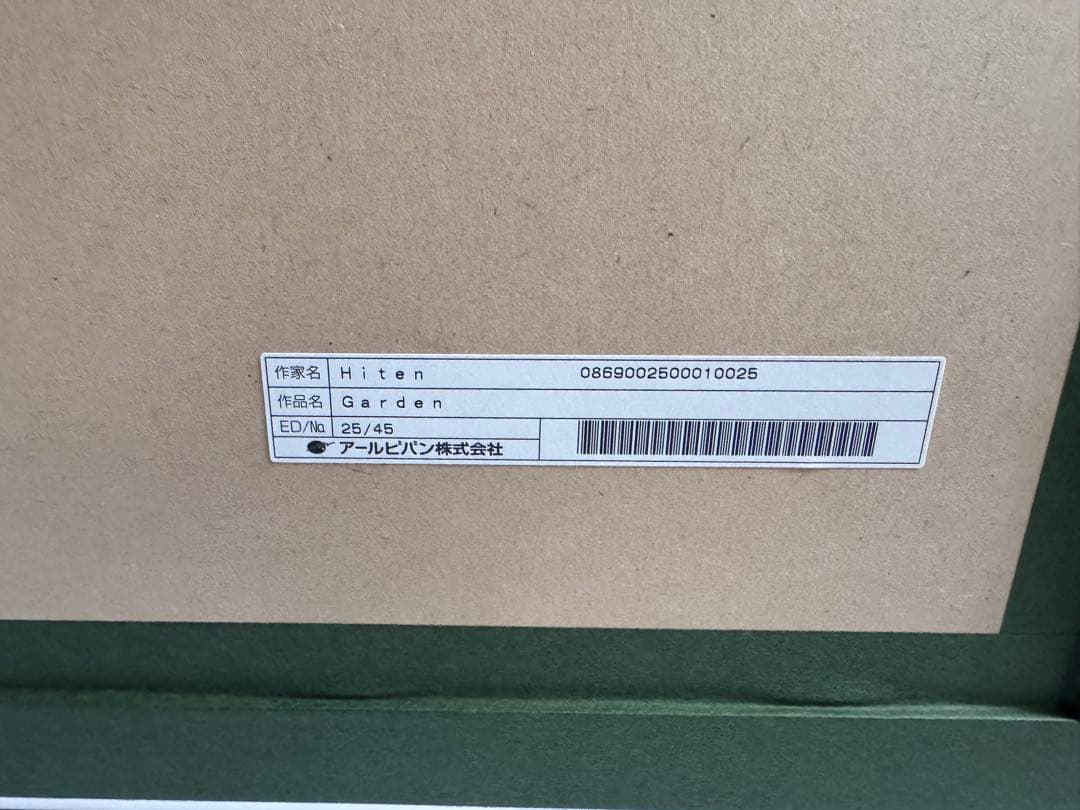 作家名 Ｈｉｔｅｎ 0869002500010025
作品名 Ｇａｒｄｅｎ
ED/No. 25/45
アールビバン株式会社